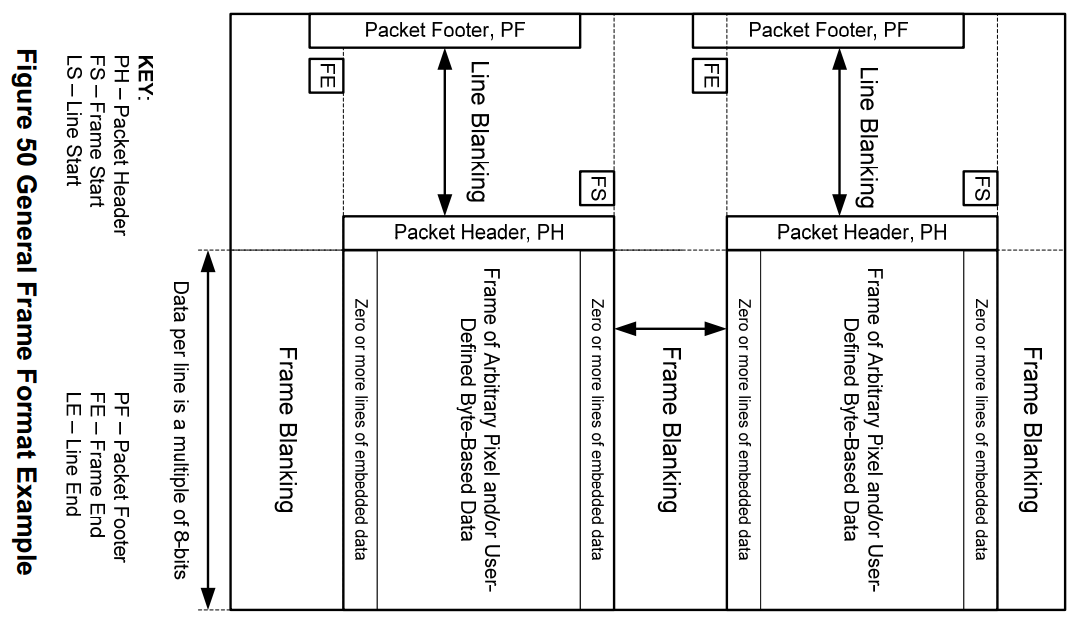 Frame Blanking
FS
Zero or more lines of embedded data
Packet Footer, PF
Line Blanking
Packet Header, PH
Frame of Arbitrary Pixel and/or User-
Defined Byte-Based Data
FE
Zero or more lines of embedded data
Frame Blanking
FS
Zero or more lines of embedded data
Packet Footer, PF
Line Blanking
Packet Header, PH
Frame of Arbitrary Pixel and/or User-
Defined Byte-Based Data
FE
Zero or more lines of embedded data
Frame Blanking
Data per line is a multiple of 8-bits
KEY:
PH – Packet Header
PF – Packet Footer
FS – Frame Start
FE – Frame End
LS – Line Start
LE – Line End
Figure 50 General Frame Format Example